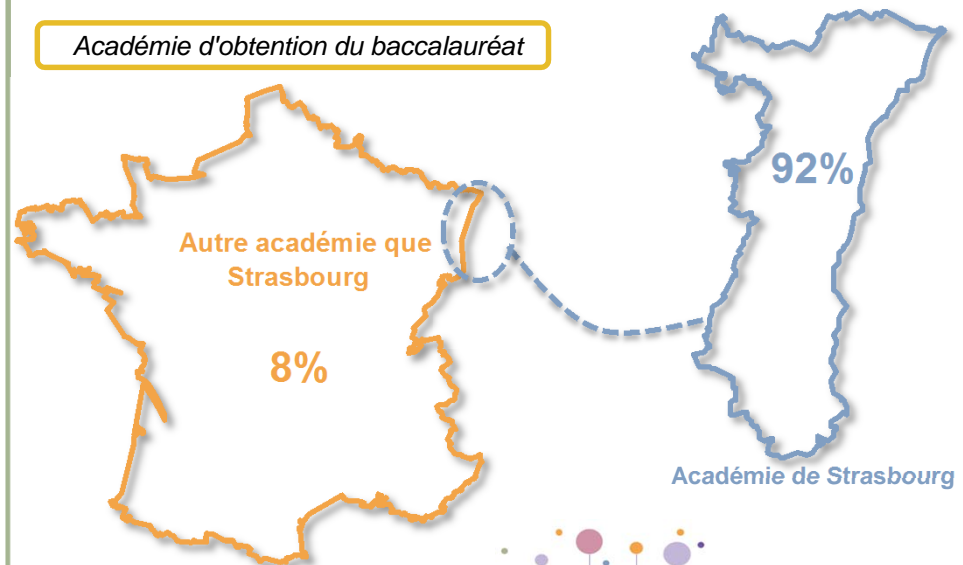 Académie d'obtention du baccalauréat
92%
Autre académie que
Strasbourg
8%
Académie de Strasbourg